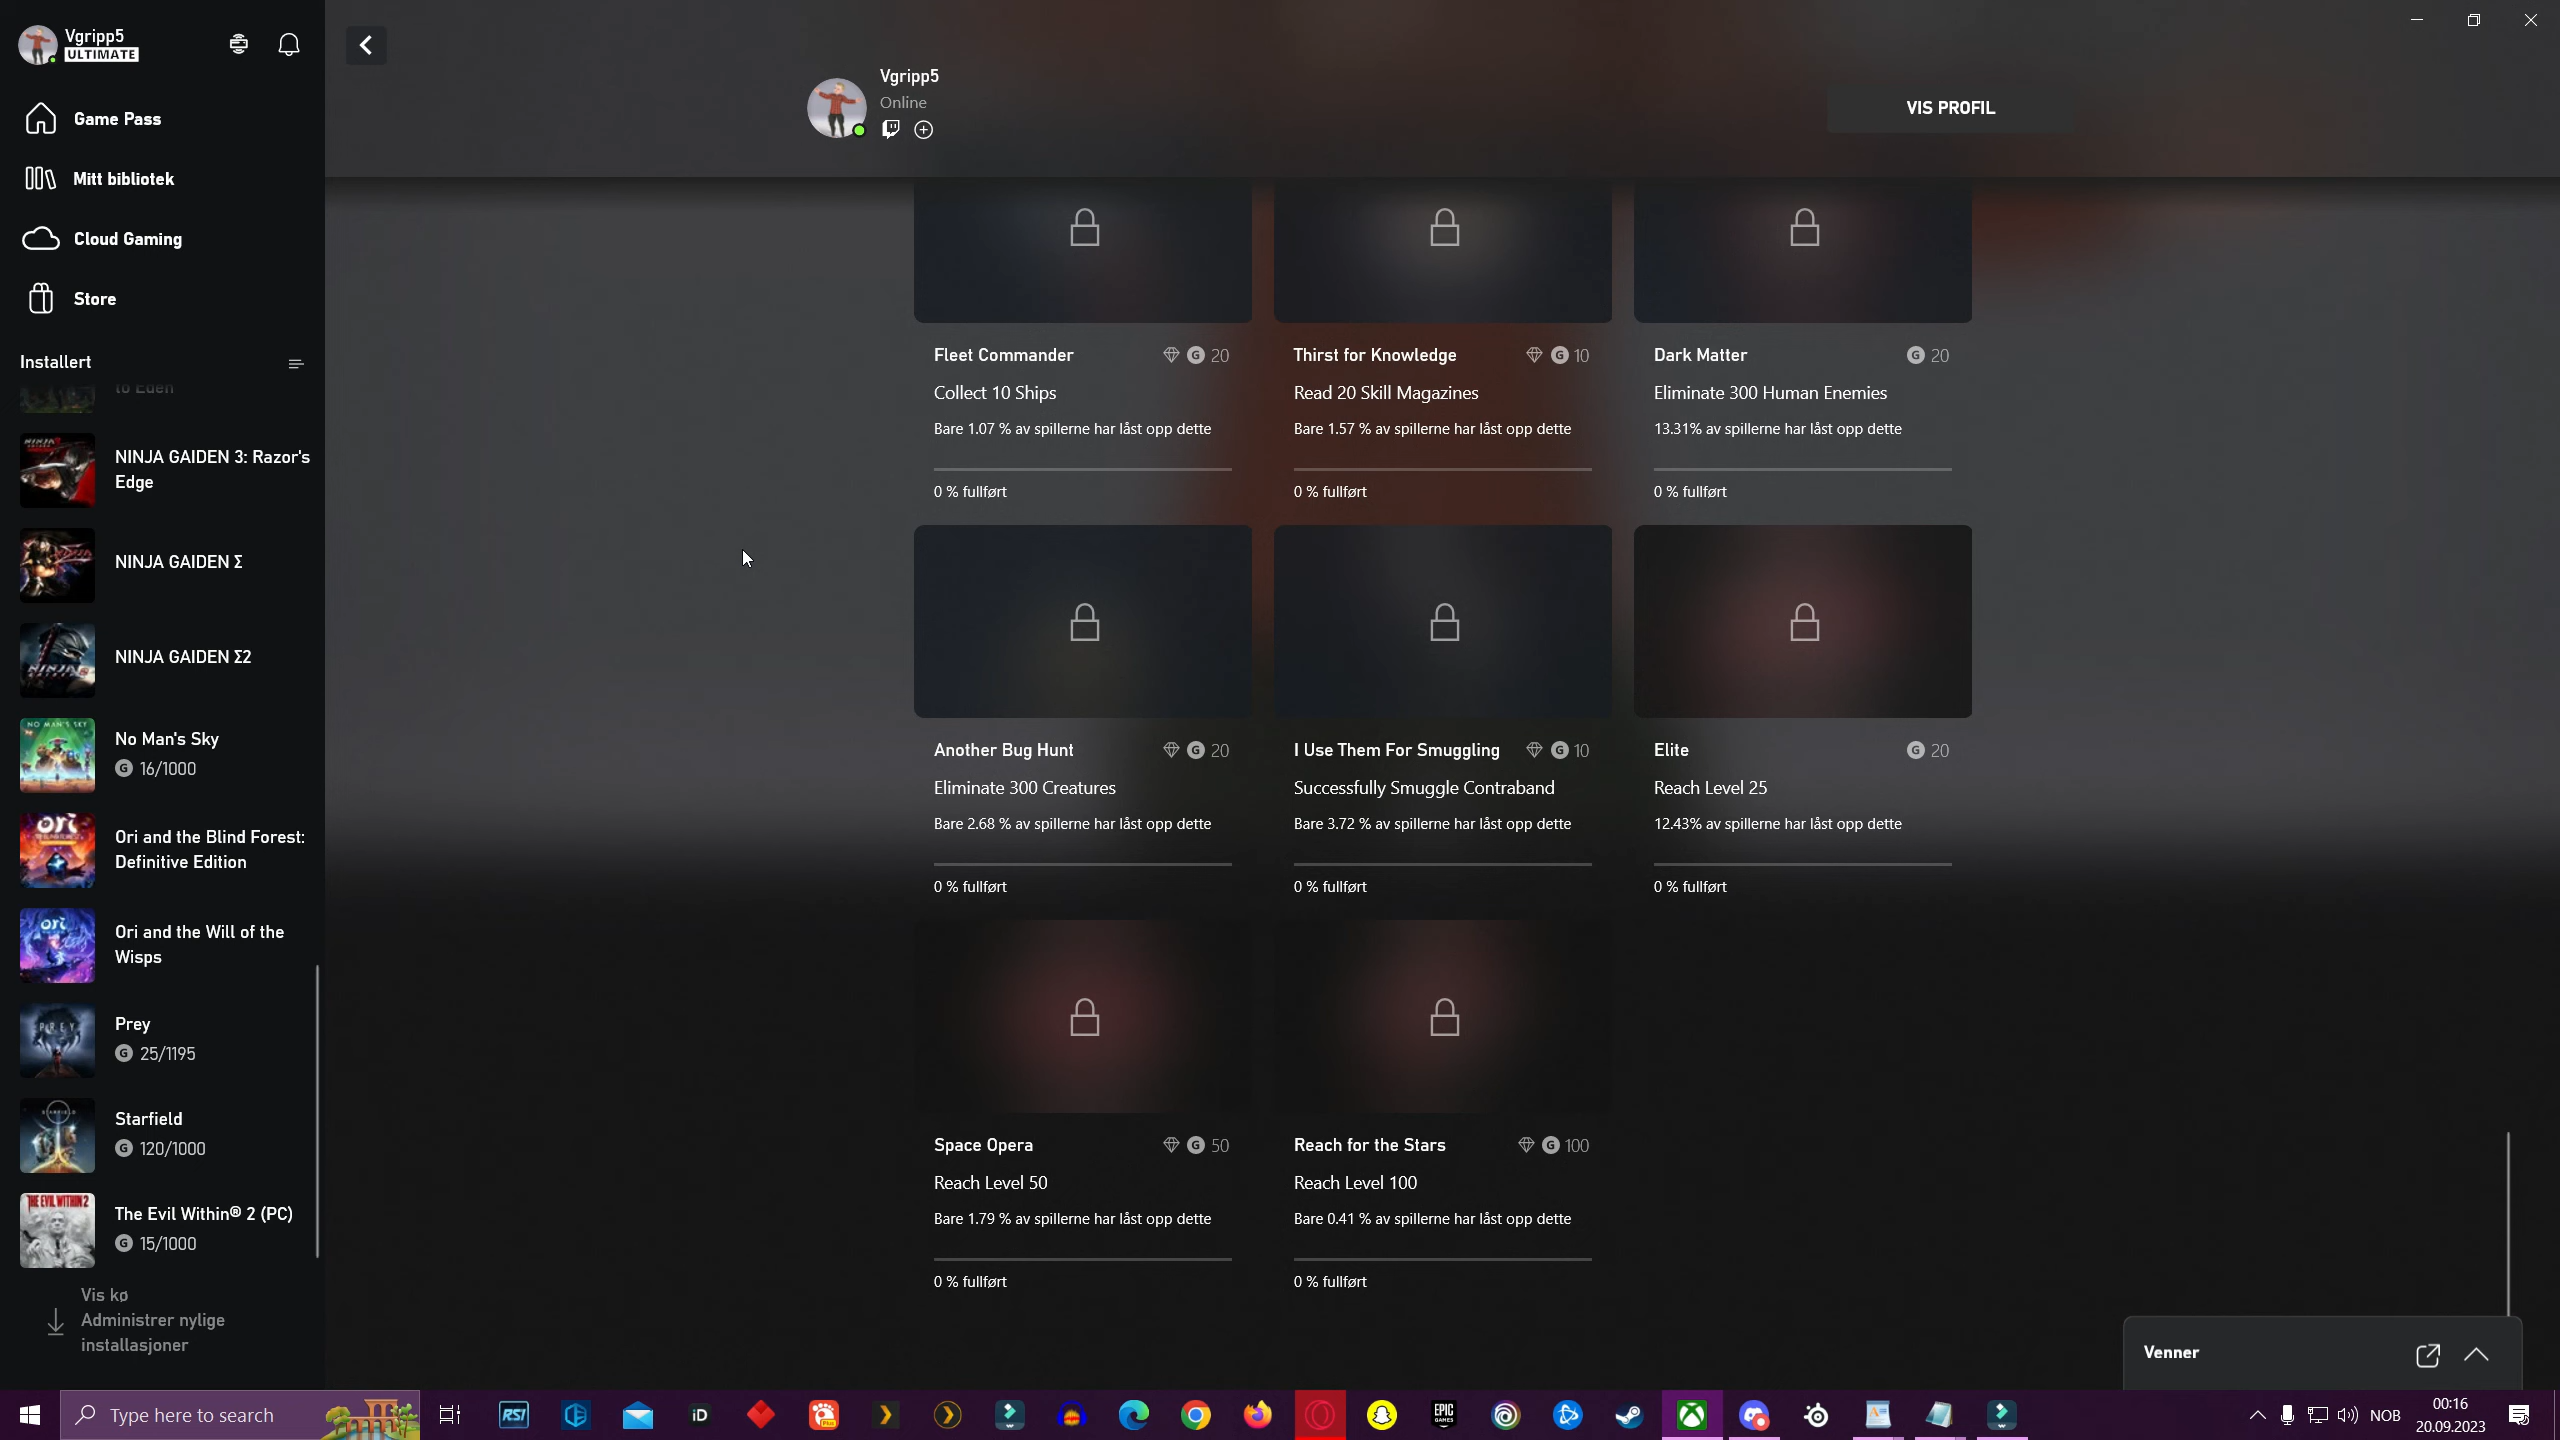 Vgripp5
ULTIMATE
Game Pass
Mitt bibliotek
Cloud Gaming
Store
Installert
to Eden
NINJA GAIDEN 3: Razor's
Edge
NINJA GAIDEN Σ
NINJA GAIDEN Σ2
No Man's Sky
G 16/1000
Ori and the Blind Forest:
Definitive Edition
Ori and the Will of the
Wisps
Prey
G 25/1195
Starfield
G 120/1000
The Evil Within® 2 (PC)
G 15/1000
Vis kø
Administrer nylige
installasjoner
Vgripp5
Online
VIS PROFIL
Fleet Commander G 20
Collect 10 Ships
Bare 1.07 % av spillerne har låst opp dette
0 % fullført
Thirst for Knowledge G 10
Read 20 Skill Magazines
Bare 1.57 % av spillerne har låst opp dette
0 % fullført
Dark Matter G 20
Eliminate 300 Human Enemies
13.31% av spillerne har låst opp dette
0 % fullført
Another Bug Hunt G 20
Eliminate 300 Creatures
Bare 2.68 % av spillerne har låst opp dette
0 % fullført
I Use Them For Smuggling G 10
Successfully Smuggle Contraband
Bare 3.72 % av spillerne har låst opp dette
0 % fullført
Elite G 20
Reach Level 25
12.43% av spillerne har låst opp dette
0 % fullført
Space Opera G 50
Reach Level 50
Bare 1.79 % av spillerne har låst opp dette
0 % fullført
Reach for the Stars G 100
Reach Level 100
Bare 0.41 % av spillerne har låst opp dette
0 % fullført
Venner
Type here to search
RSI
iD
EPIC
GAMES
NOB
00:16
20.09.2023